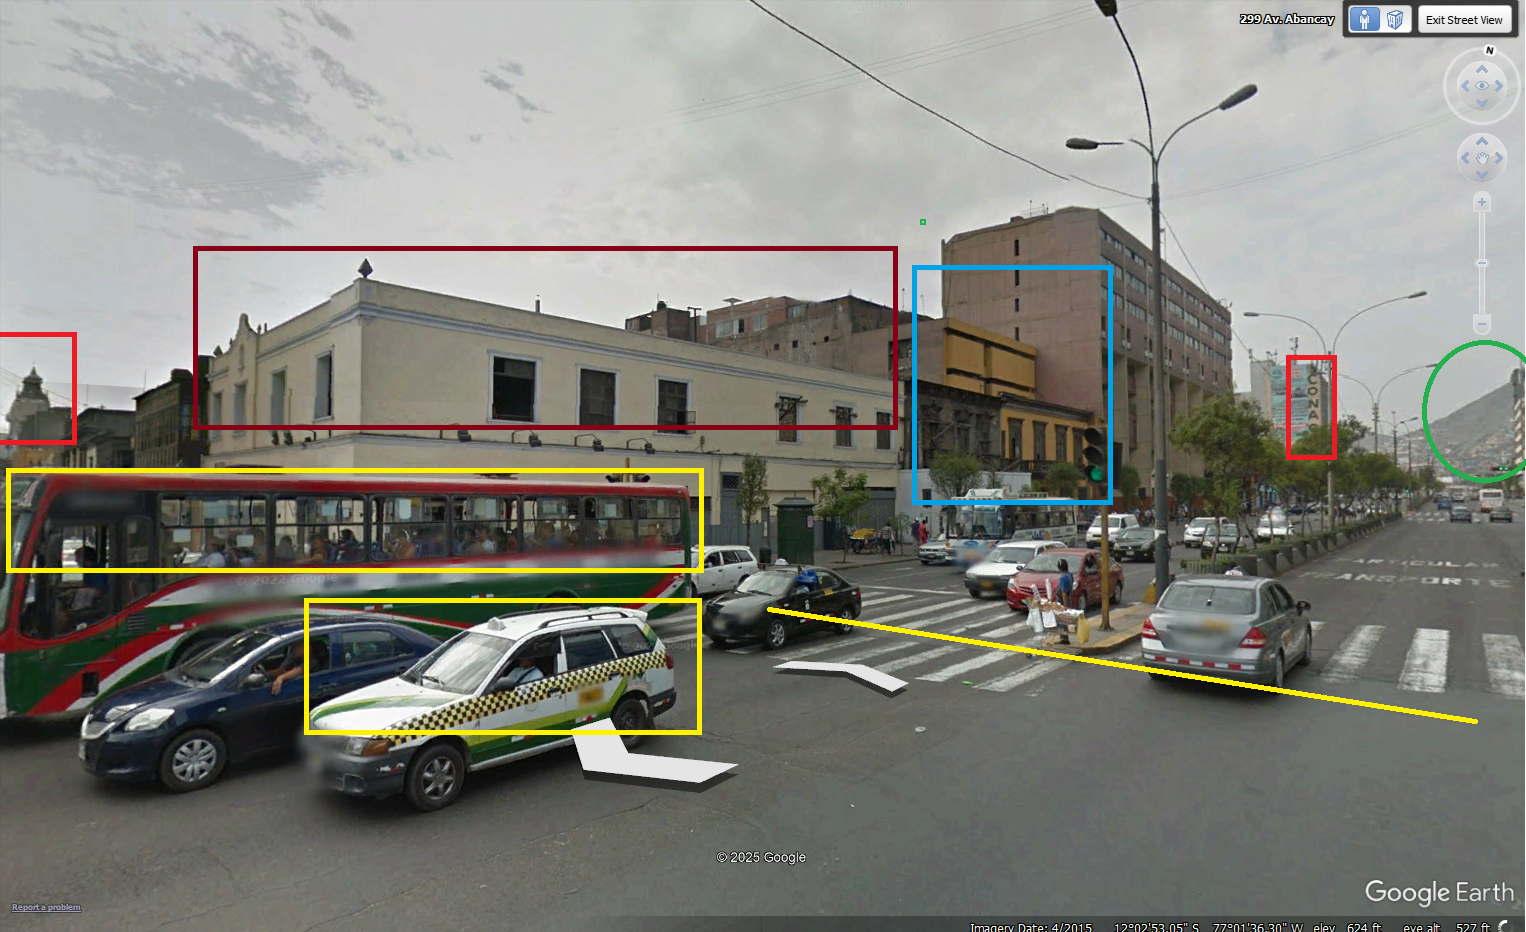 299 Av. Abancay
Exit Street View
N
© 2022 Google
TRANSPORTE
© 2025 Google
Google Earth
Report a problem
Imagery Date: 4/2015 12°02'53.05" S 77°01'36.30" W elev 624 ft eye alt 527 ft